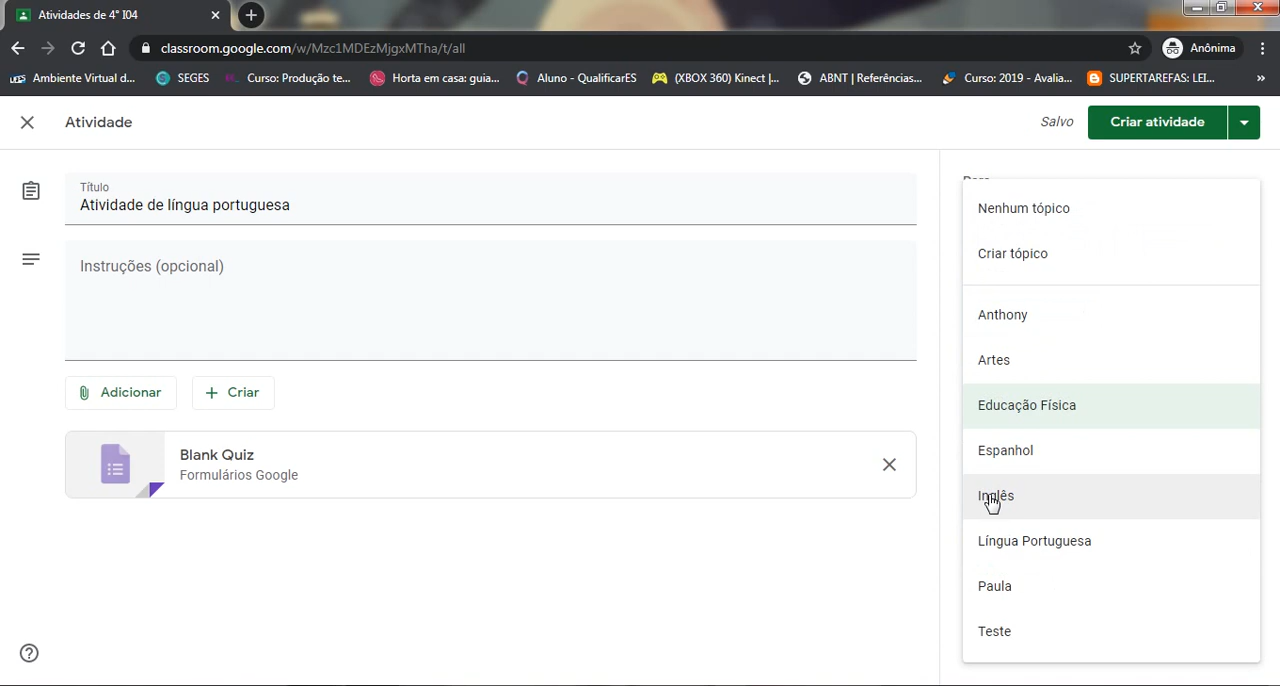 Atividades de 4° I04
classroom.google.com/w/Mzc1MDEzMjgxMTha/t/all
Anônima
Ambiente Virtual d...
SEGES
Curso: Produção te...
Horta em casa: guia...
Aluno - QualificarES
(XBOX 360) Kinect |...
ABNT | Referências...
Curso: 2019 - Avalia...
SUPERTAREFAS: LEI...
»
Atividade
Salvo
Criar atividade
Título
Atividade de língua portuguesa
Instruções (opcional)
Adicionar
Criar
Blank Quiz
Formulários Google
Nenhum tópico
Criar tópico
Anthony
Artes
Educação Física
Espanhol
Inglês
Língua Portuguesa
Paula
Teste